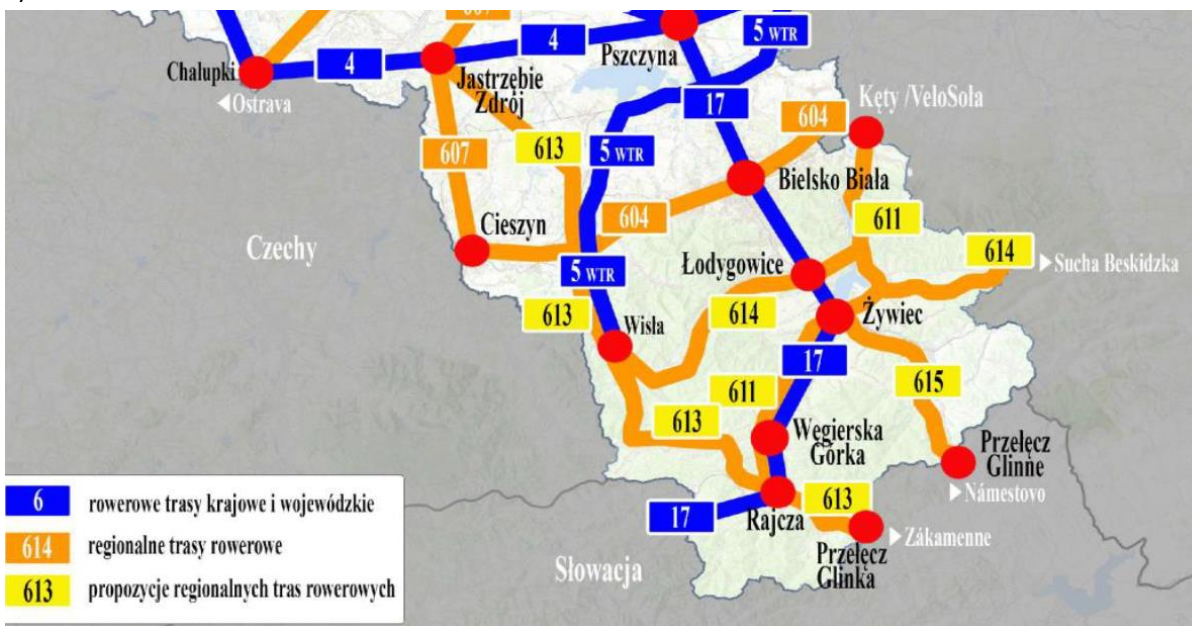 607
5 WTR
4
4
Pszczyna
Chałupki
Jastrzębie
Zdrój
Ostrava
17
Kęty /VeloSoła
604
613
5 WTR
607
Bielsko Biała
Cieszyn
604
611
Czechy
614
Łodygowice
Sucha Beskidzka
5 WTR
613
614
Żywiec
Wisła
17
615
611
613
Węgierska
Górka
Przełęcz
Glinne
Námestovo
6
rowerowe trasy krajowe i wojewódzkie
17
Rajcza
613
Zákamenne
614
regionalne trasy rowerowe
Przełęcz
Glinka
Słowacja
613
propozycje regionalnych tras rowerowych